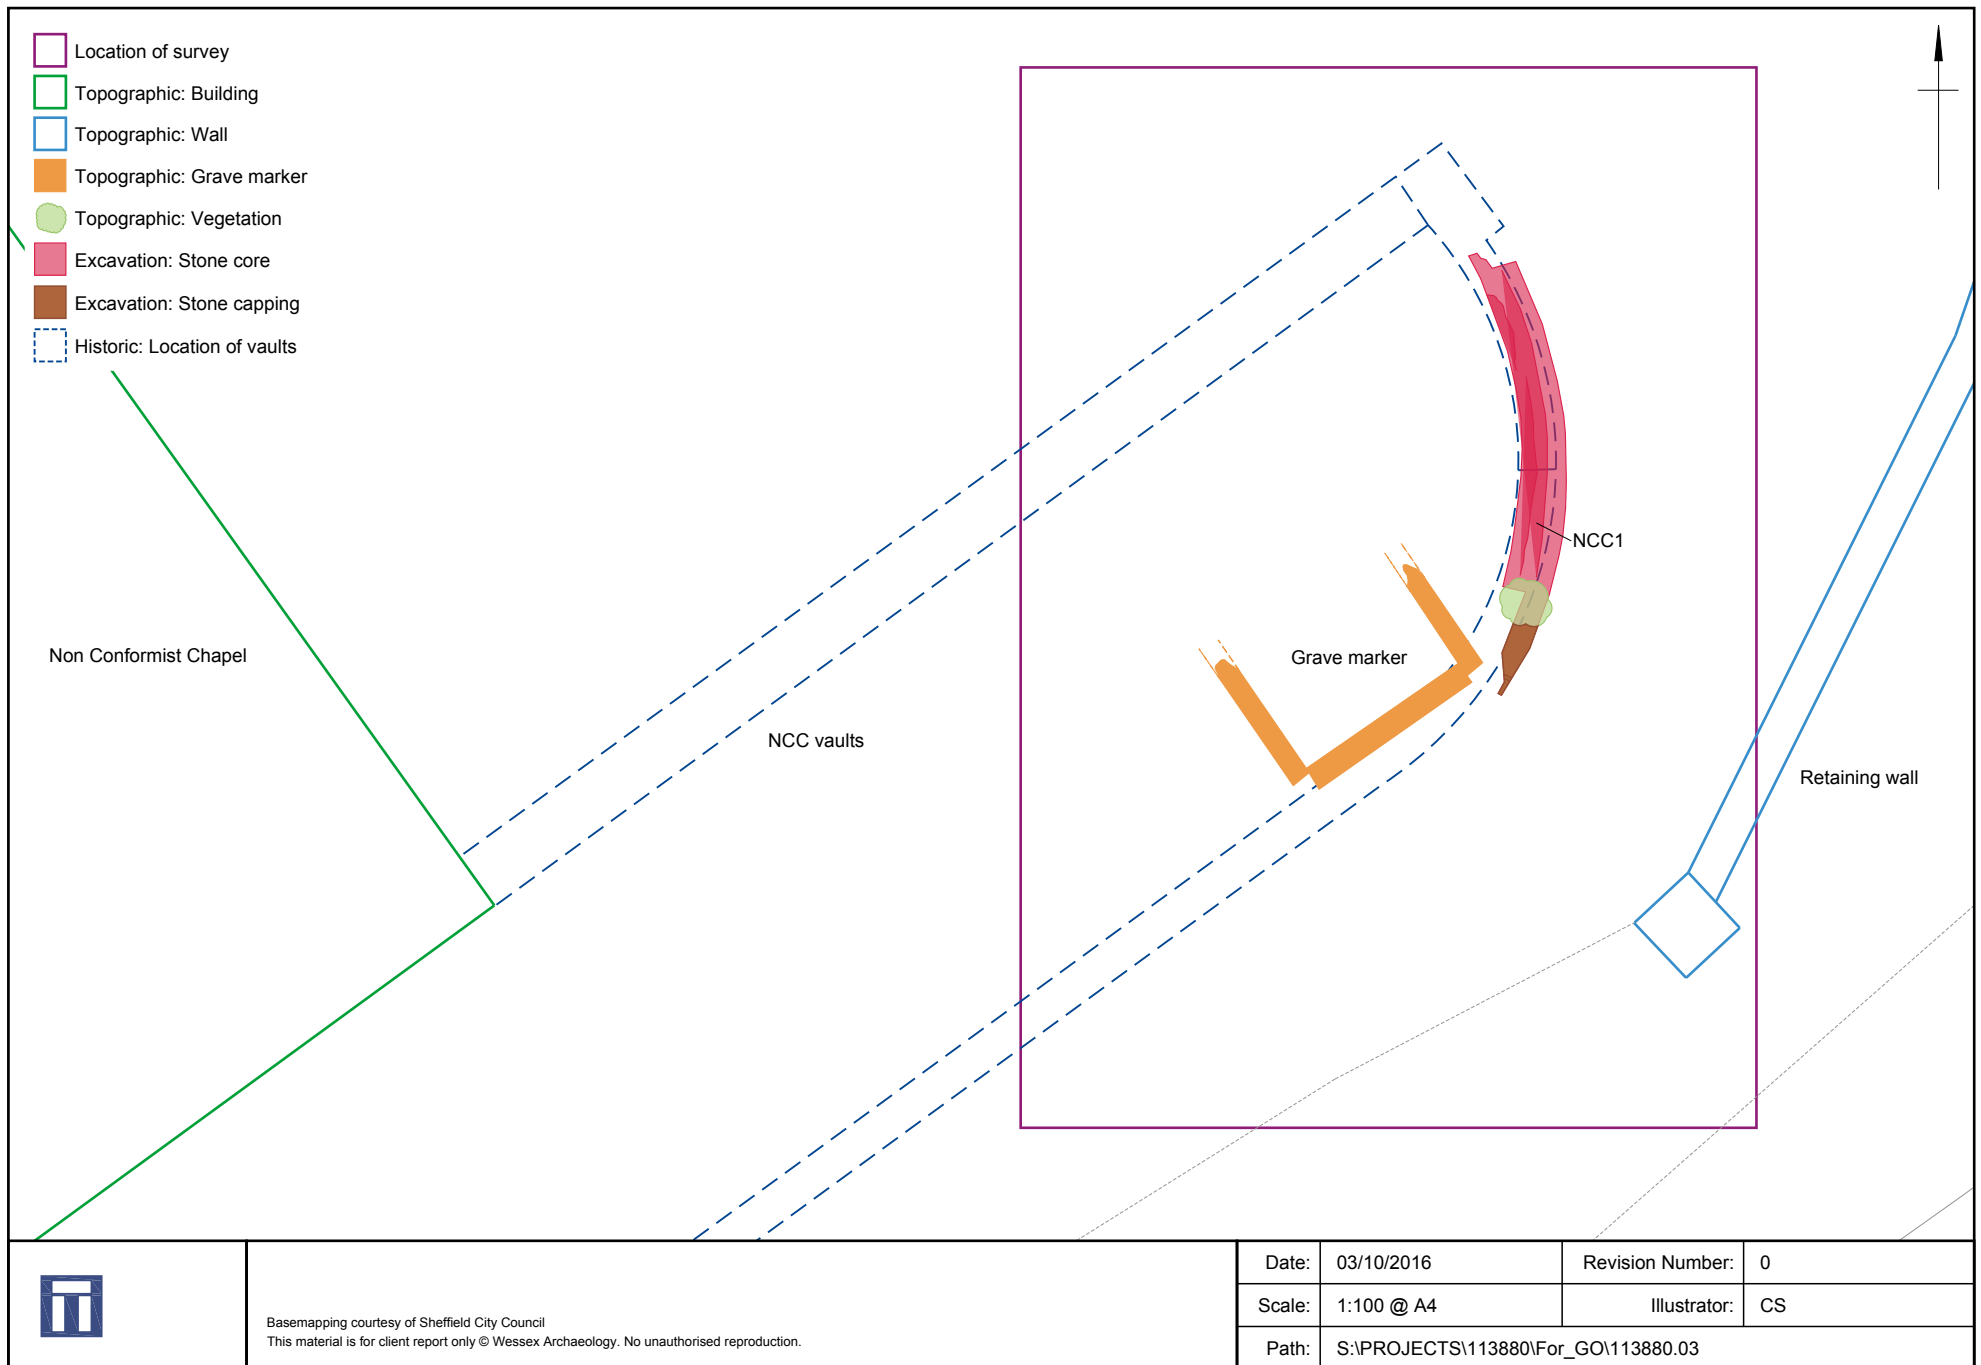 Location of survey
Topographic: Building
Topographic: Wall
Topographic: Grave marker
Topographic: Vegetation
Excavation: Stone core
Excavation: Stone capping
Historic: Location of vaults
NCC1
Non Conformist Chapel
Grave marker
NCC vaults
Retaining wall
Basemapping courtesy of Sheffield City Council
This material is for client report only © Wessex Archaeology. No unauthorised reproduction.
Date: 03/10/2016 Revision Number: 0
Scale: 1:100 @ A4 Illustrator: CS
Path: S:\PROJECTS\113880\For_GO\113880.03